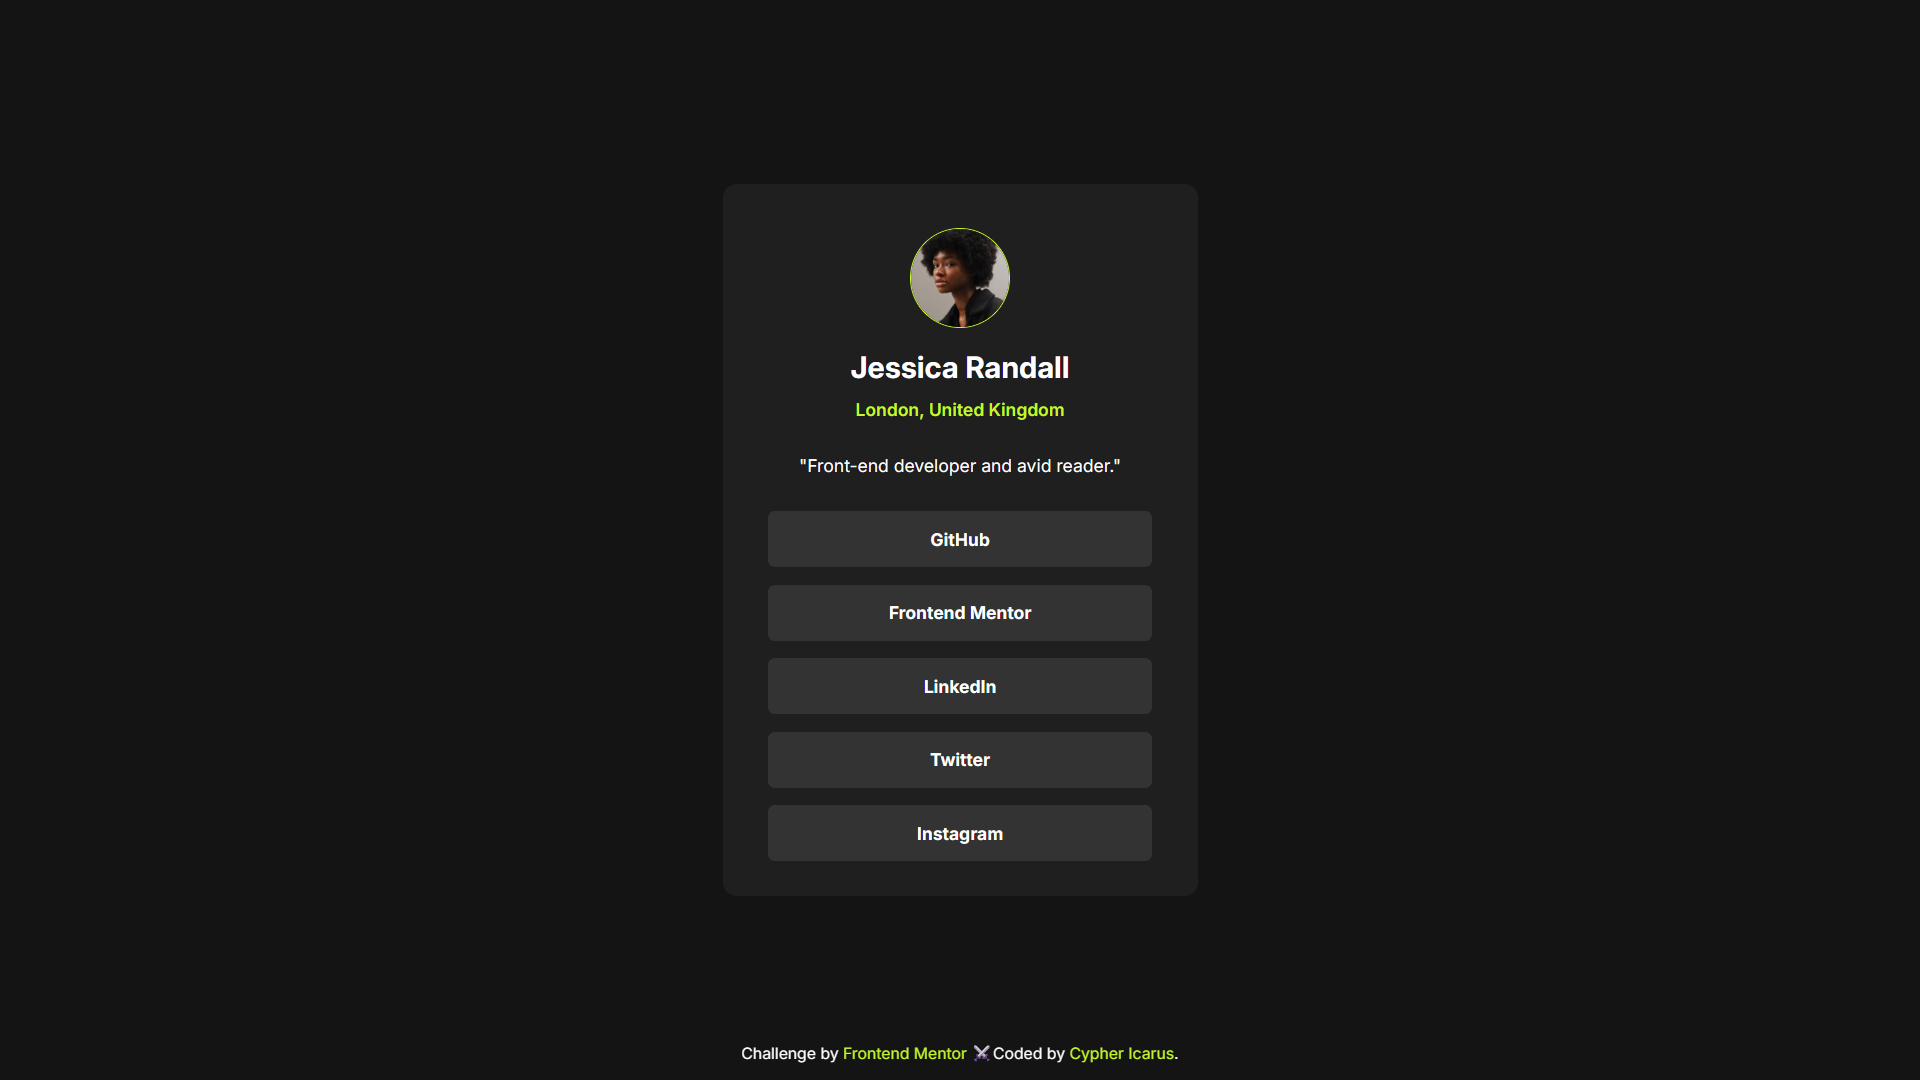 Jessica Randall
London, United Kingdom
"Front-end developer and avid reader."
GitHub
Frontend Mentor
LinkedIn
Twitter
Instagram
Challenge by Frontend Mentor ⚔️Coded by Cypher Icarus.